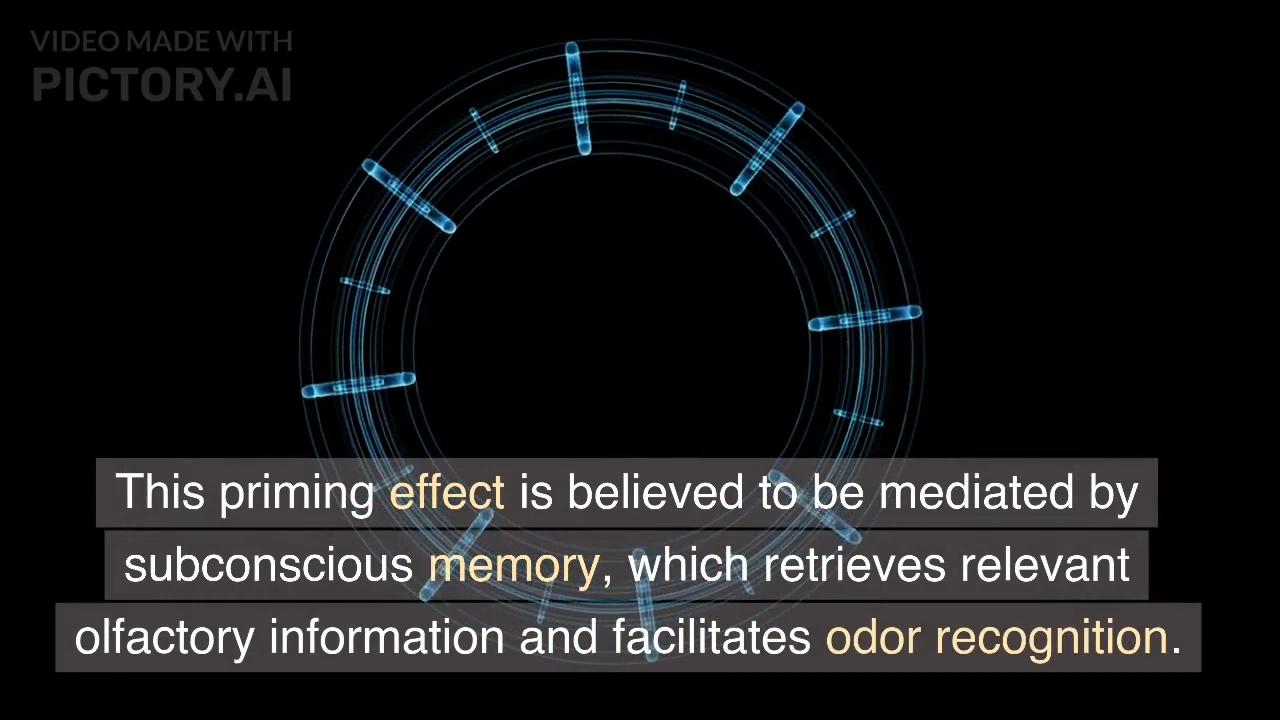 VIDEO MADE WITH
PICTORY.AI
This priming effect is believed to be mediated by
subconscious memory, which retrieves relevant
olfactory information and facilitates odor recognition.